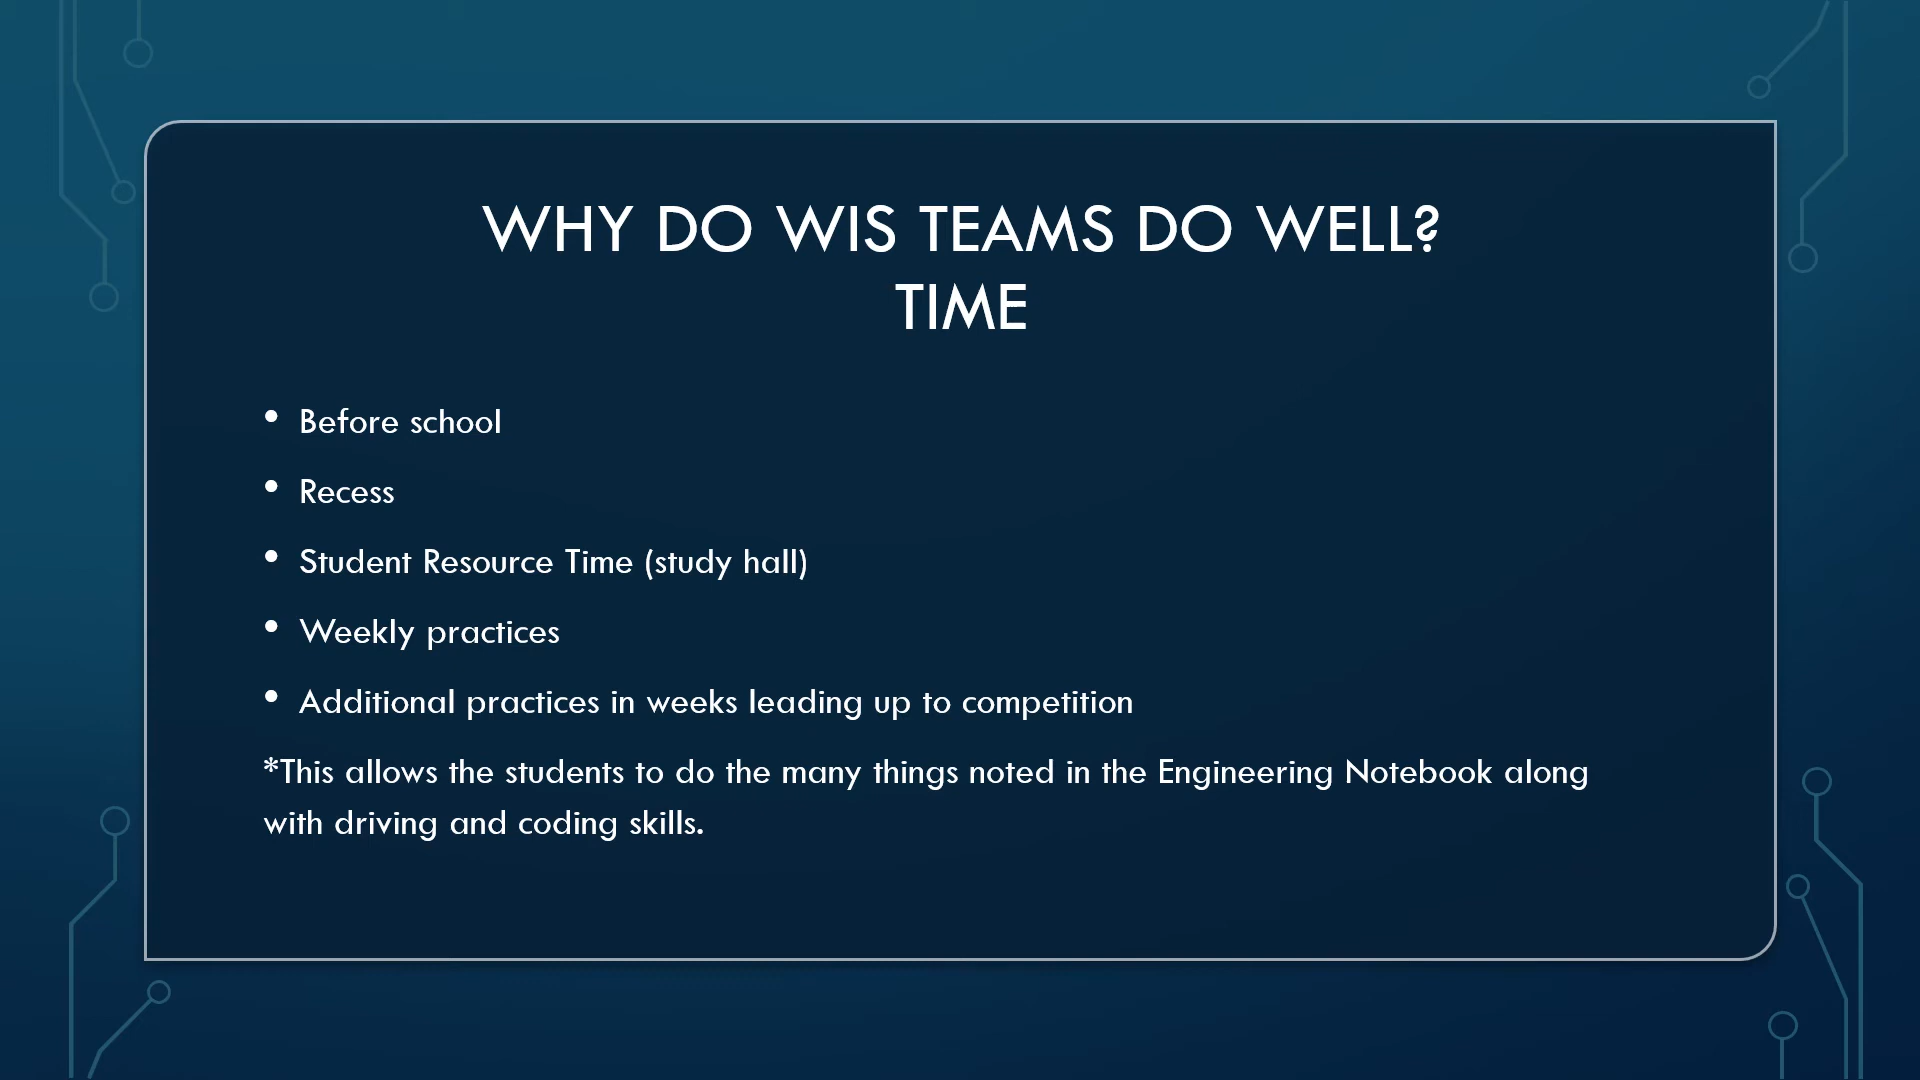 WHY DO WIS TEAMS DO WELL?
TIME
• Before school
• Recess
• Student Resource Time (study hall)
• Weekly practices
• Additional practices in weeks leading up to competition
*This allows the students to do the many things noted in the Engineering Notebook along
with driving and coding skills.